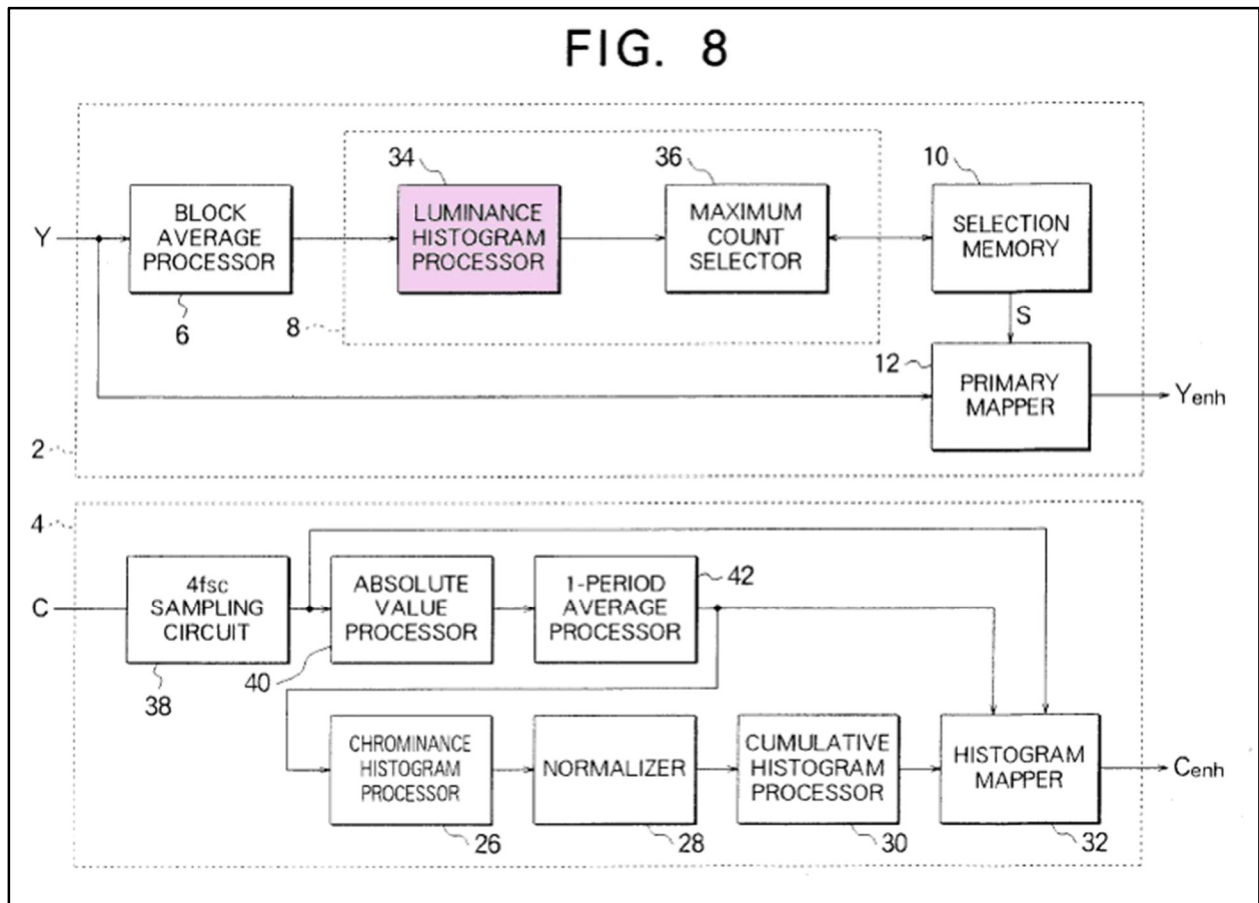 FIG. 8
34
36
10
Y
BLOCK
AVERAGE
PROCESSOR
LUMINANCE
HISTOGRAM
PROCESSOR
MAXIMUM
COUNT
SELECTOR
SELECTION
MEMORY
6
8
S
12
PRIMARY
MAPPER
Yenh
2
4
C
4fsc
SAMPLING
CIRCUIT
ABSOLUTE
VALUE
PROCESSOR
1-PERIOD
AVERAGE
PROCESSOR
42
38
40
CHROMINANCE
HISTOGRAM
PROCESSOR
NORMALIZER
CUMULATIVE
HISTOGRAM
PROCESSOR
HISTOGRAM
MAPPER
Cenh
26
28
30
32